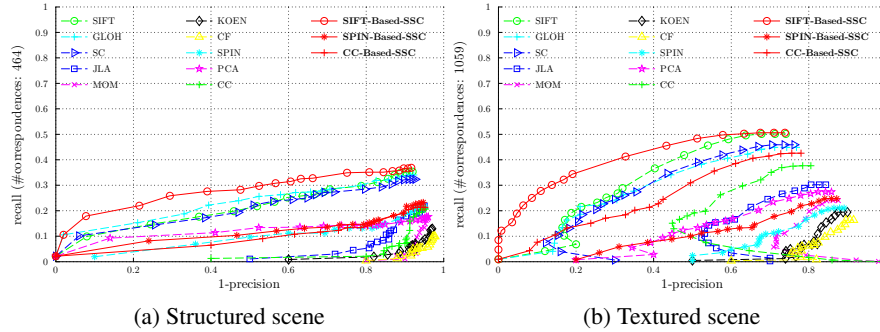 1
0.9
0.8
0.7
0.6
0.5
0.4
0.3
0.2
0.1
0
recall (#correspondences: 464)
SIFT
GLOH
SC
JLA
MOM
KOEN
CF
SPIN
PCA
CC
SIFT-Based-SSC
SPIN-Based-SSC
CC-Based-SSC
0 0.2 0.4 0.6 0.8 1
1-precision
(a) Structured scene
1
0.9
0.8
0.7
0.6
0.5
0.4
0.3
0.2
0.1
0
recall (#correspondences: 1059)
SIFT
GLOH
SC
JLA
MOM
KOEN
CF
SPIN
PCA
CC
SIFT-Based-SSC
SPIN-Based-SSC
CC-Based-SSC
0 0.2 0.4 0.6 0.8
1-precision
(b) Textured scene